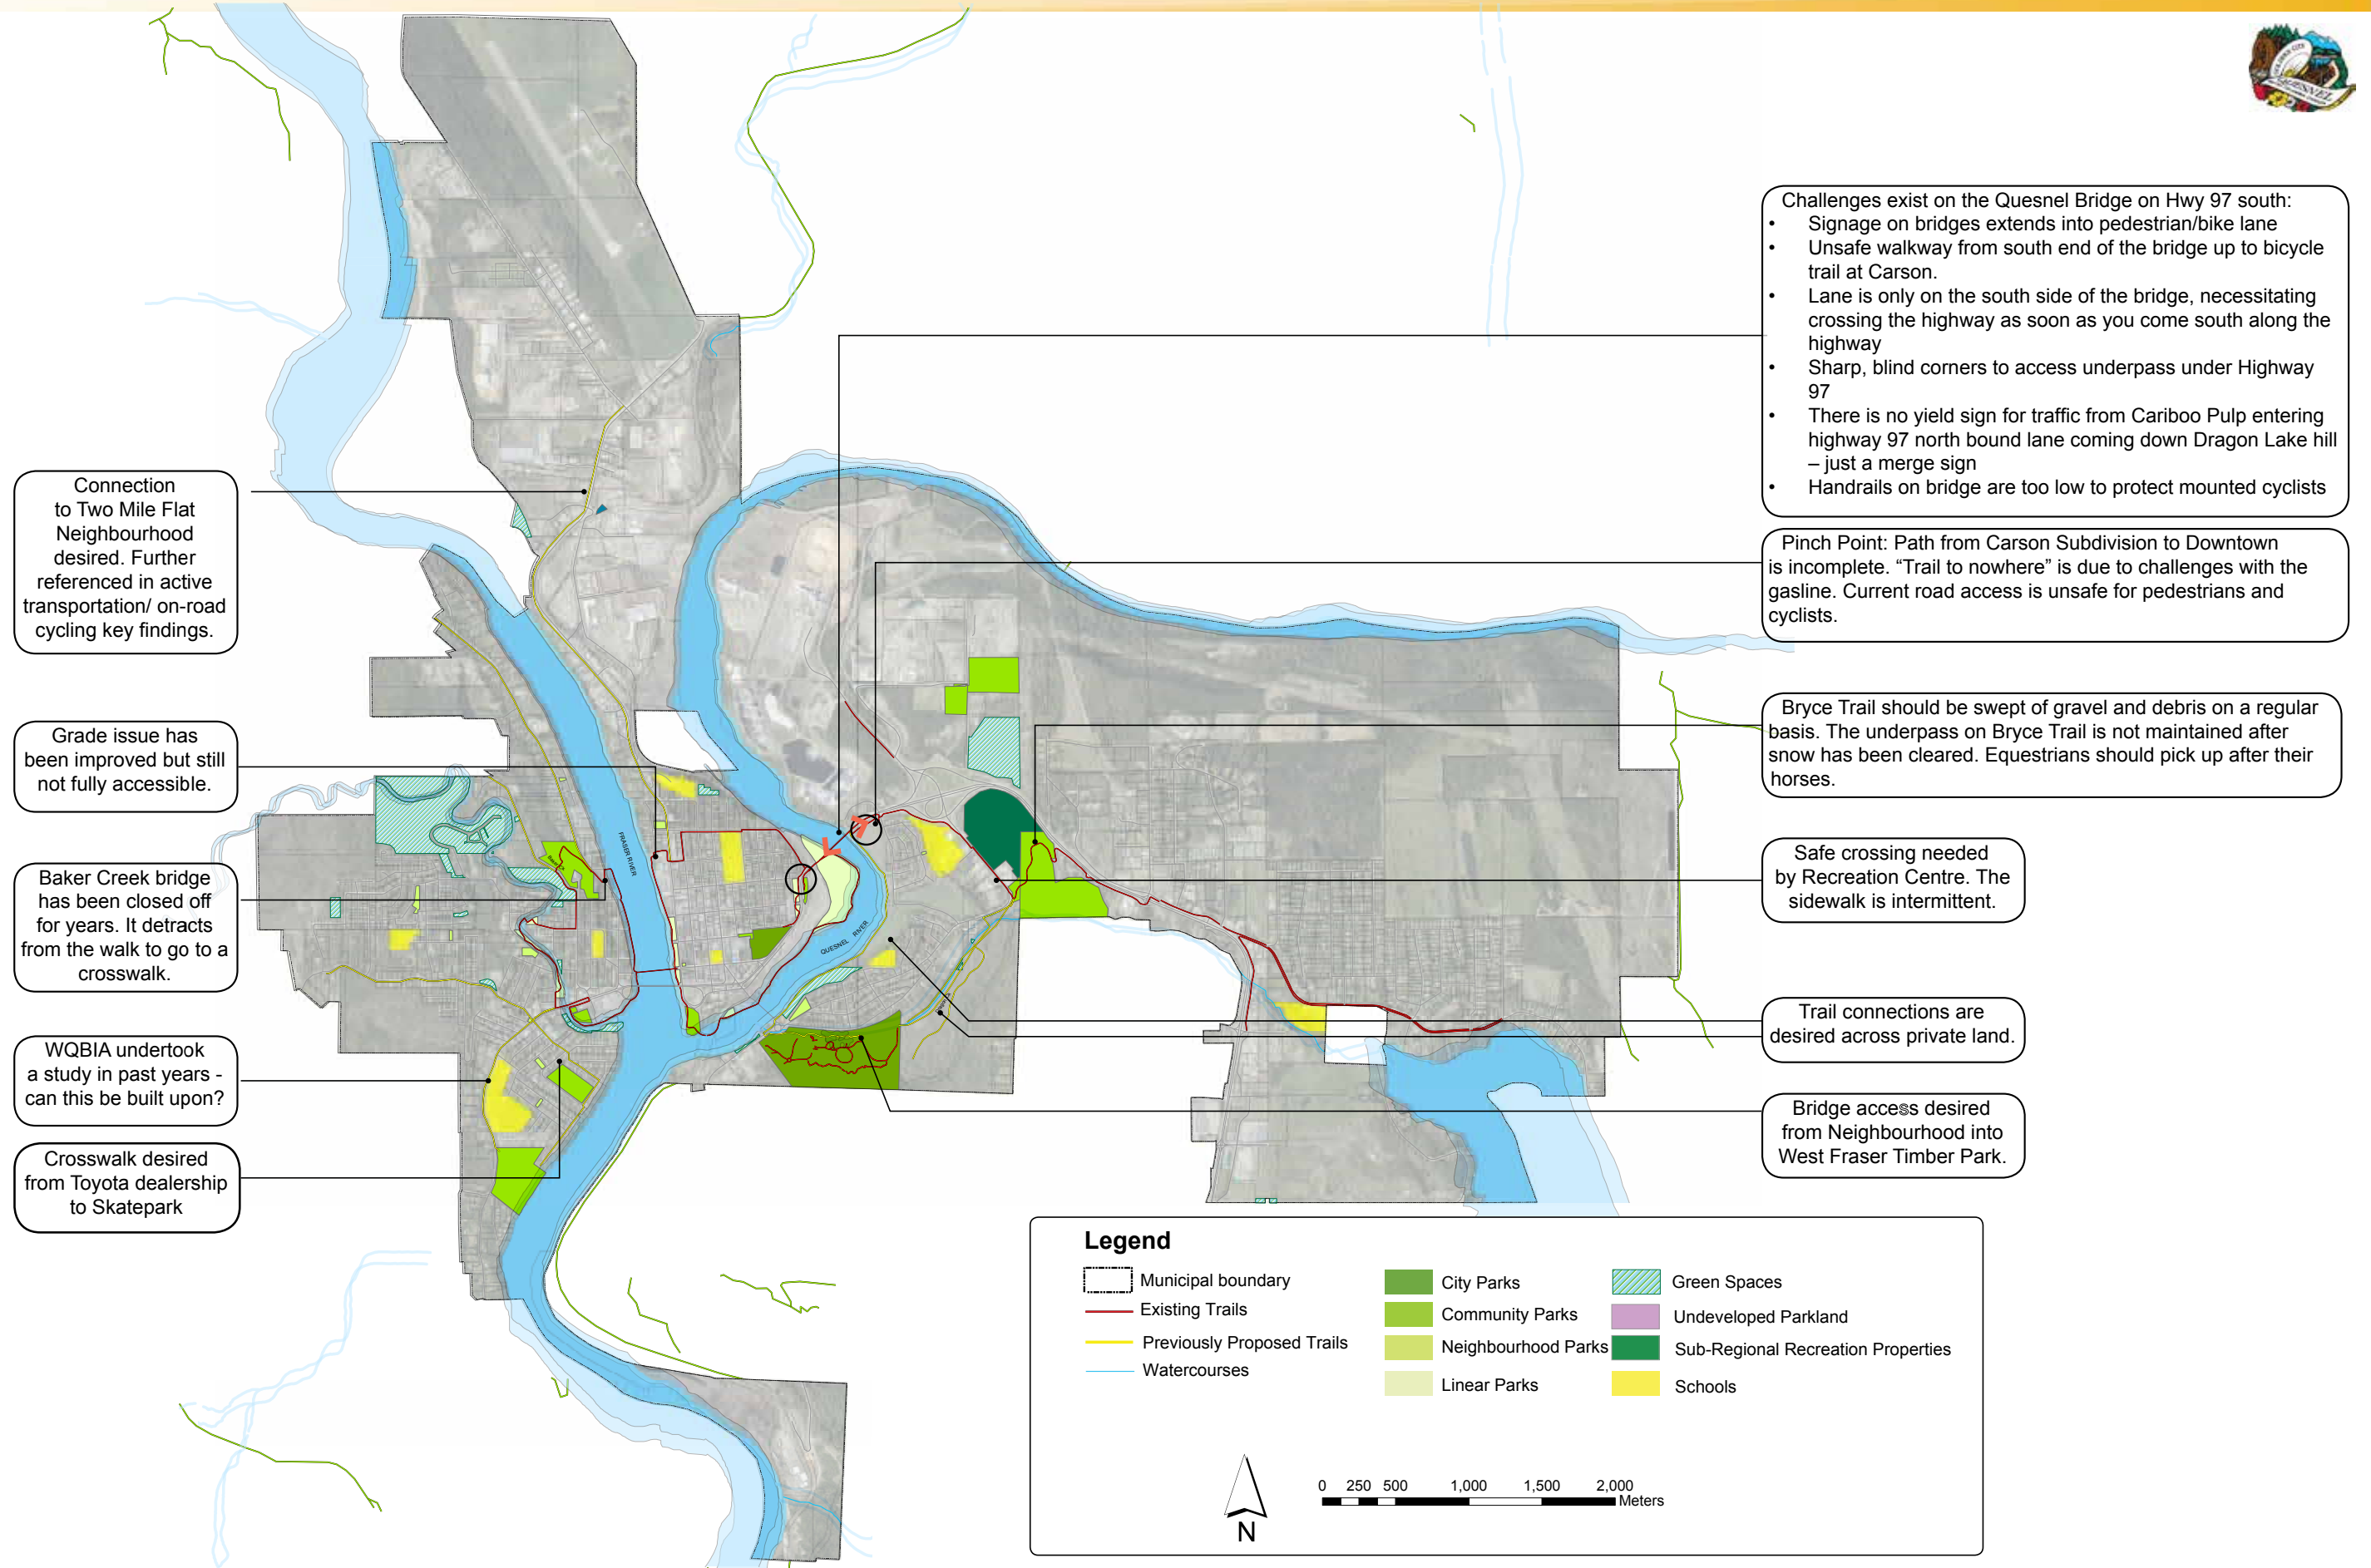 QUESNEL
Challenges exist on the Quesnel Bridge on Hwy 97 south:
• Signage on bridges extends into pedestrian/bike lane
• Unsafe walkway from south end of the bridge up to bicycle
trail at Carson.
• Lane is only on the south side of the bridge, necessitating
crossing the highway as soon as you come south along the
highway
• Sharp, blind corners to access underpass under Highway
97
• There is no yield sign for traffic from Cariboo Pulp entering
highway 97 north bound lane coming down Dragon Lake hill
– just a merge sign
• Handrails on bridge are too low to protect mounted cyclists
Connection
to Two Mile Flat
Neighbourhood
desired. Further
referenced in active
transportation/ on-road
cycling key findings.
Pinch Point: Path from Carson Subdivision to Downtown
is incomplete. “Trail to nowhere” is due to challenges with the
gasline. Current road access is unsafe for pedestrians and
cyclists.
Grade issue has
been improved but still
not fully accessible.
Bryce Trail should be swept of gravel and debris on a regular
basis. The underpass on Bryce Trail is not maintained after
snow has been cleared. Equestrians should pick up after their
horses.
Baker Creek bridge
has been closed off
for years. It detracts
from the walk to go to a
crosswalk.
Safe crossing needed
by Recreation Centre. The
sidewalk is intermittent.
FRASER RIVER
QUESNEL RIVER
WQBIA undertook
a study in past years -
can this be built upon?
Trail connections are
desired across private land.
Crosswalk desired
from Toyota dealership
to Skatepark
Bridge access desired
from Neighbourhood into
West Fraser Timber Park.
Legend
Municipal boundary
Existing Trails
Previously Proposed Trails
Watercourses
City Parks
Community Parks
Neighbourhood Parks
Linear Parks
Green Spaces
Undeveloped Parkland
Sub-Regional Recreation Properties
Schools
N
0 250 500 1,000 1,500 2,000
Meters